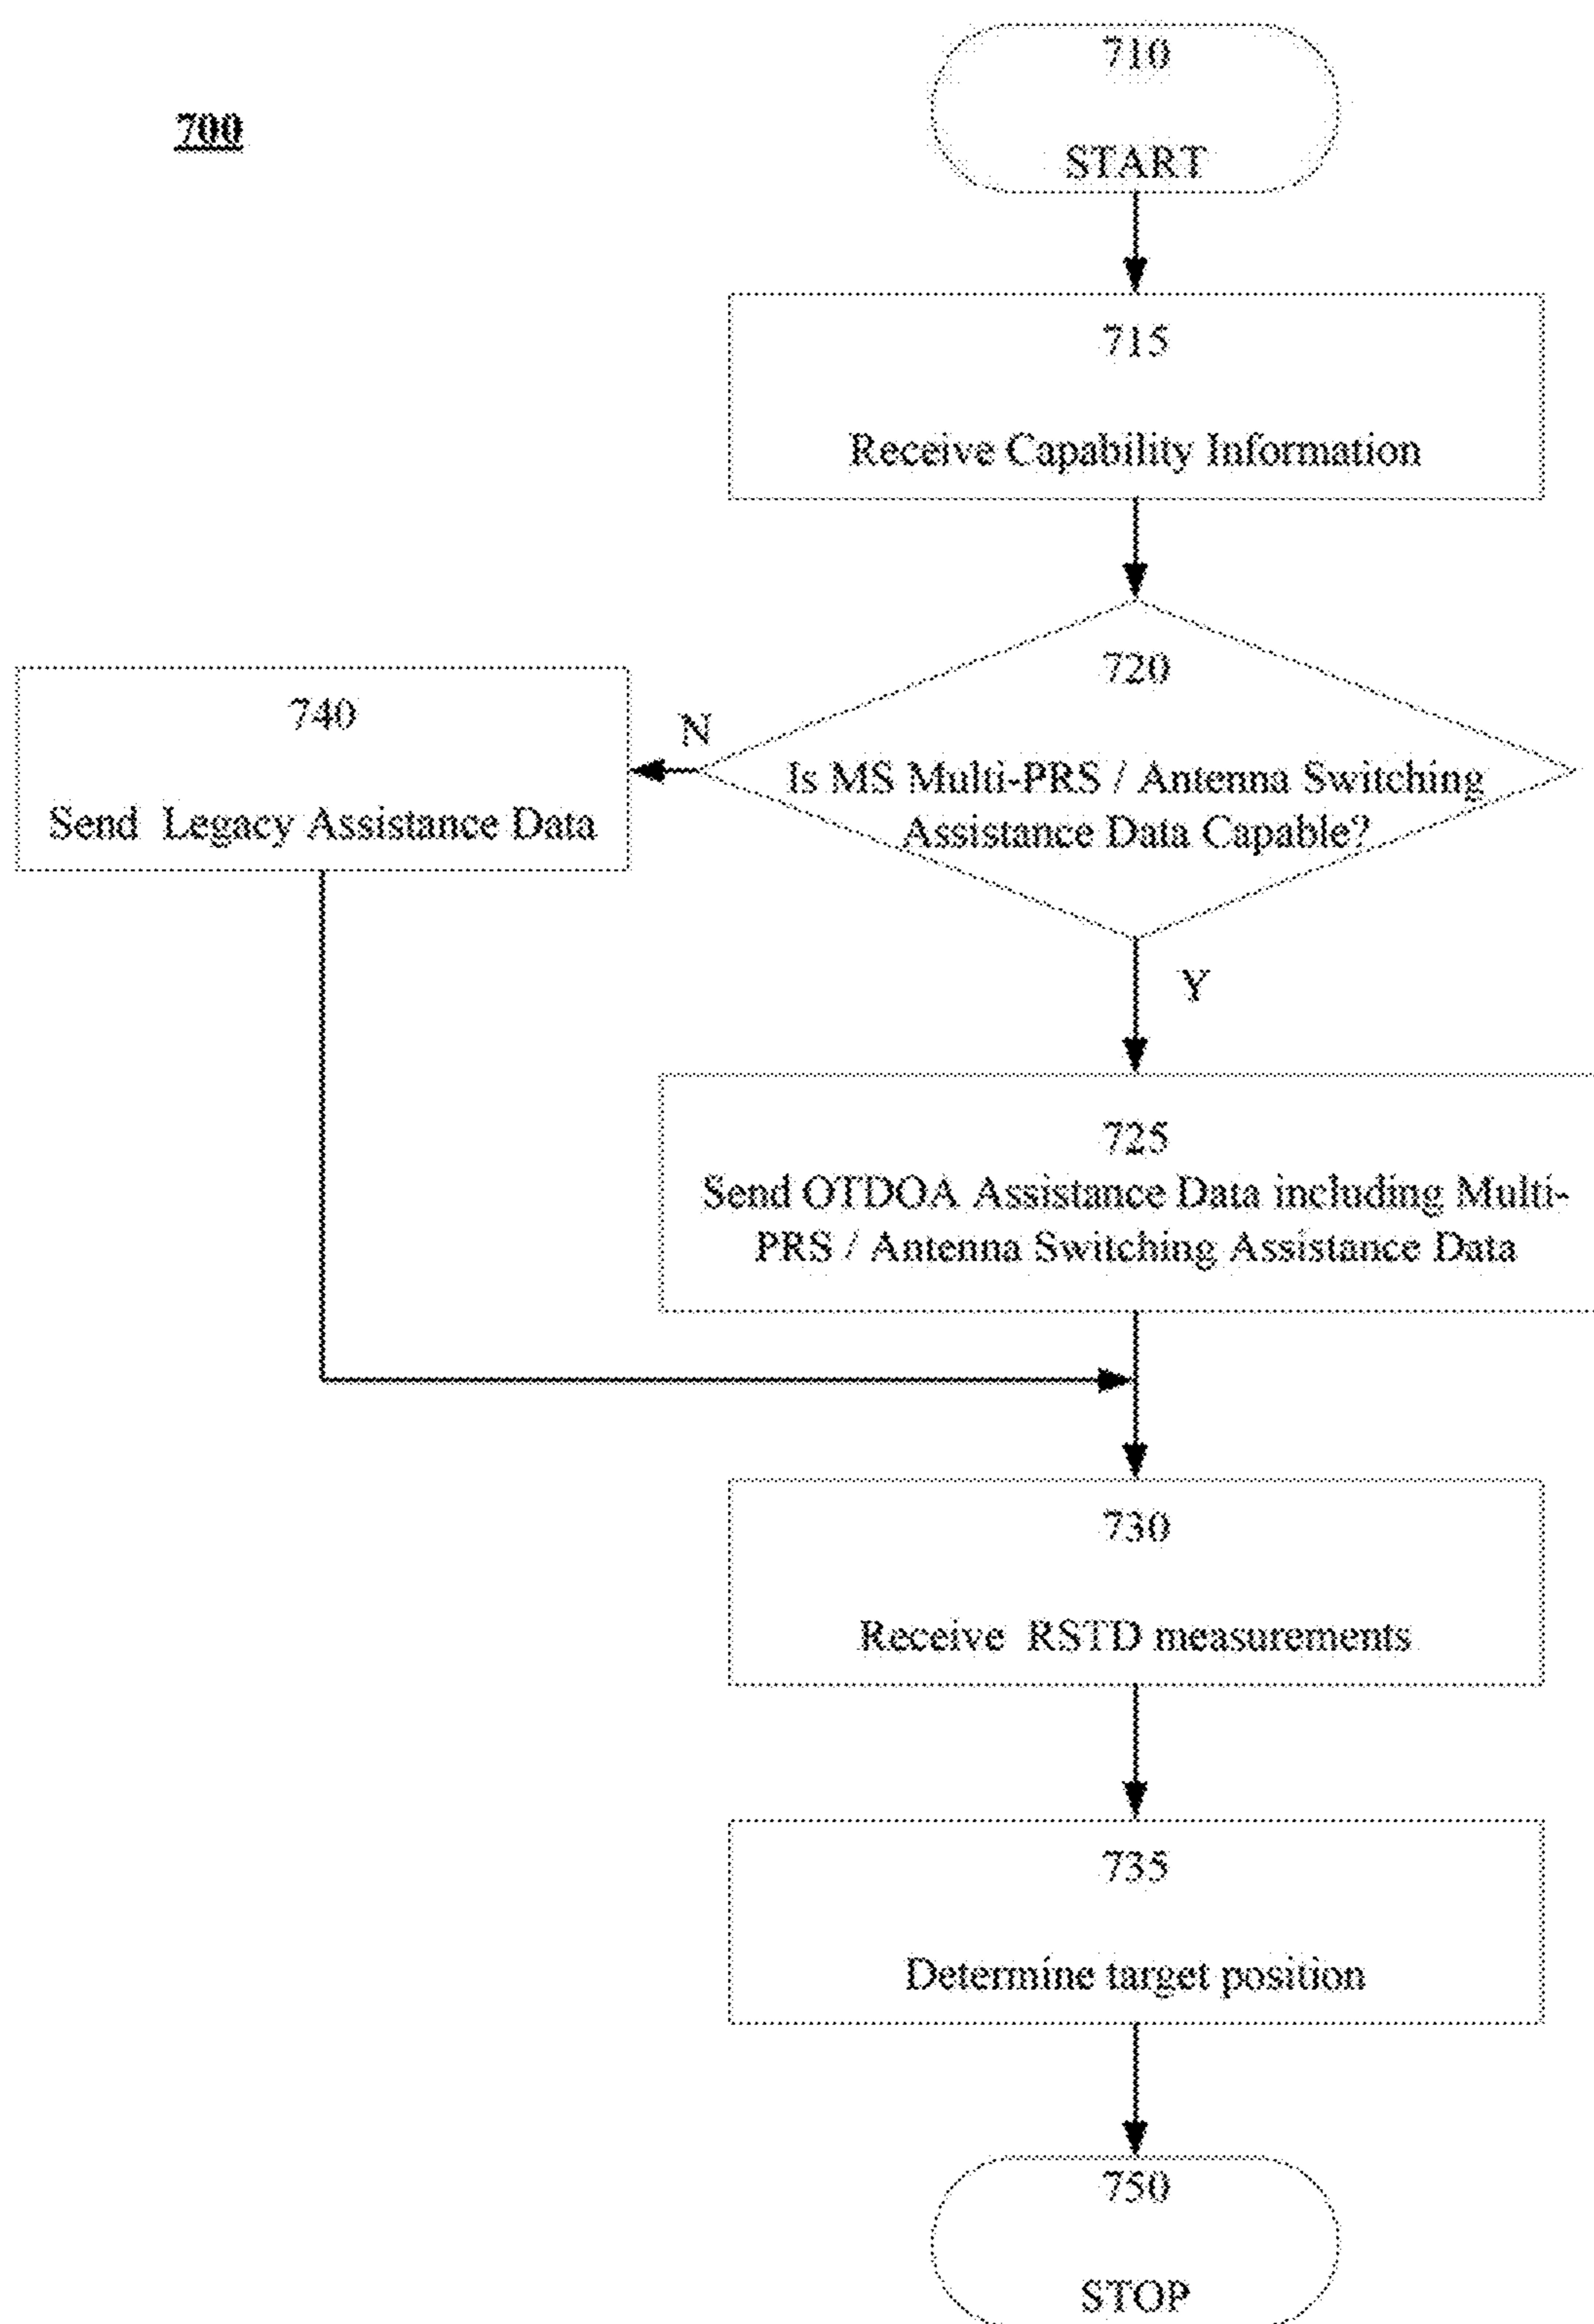 700
710
START
715
Receive Capability Information
720
Is MS Multi-PRS / Antenna Switching
Assistance Data Capable?
N
740
Send Legacy Assistance Data
Y
725
Send OTDOA Assistance Data including Multi-
PRS / Antenna Switching Assistance Data
730
Receive RSTD measurements
735
Determine target position
750
STOP